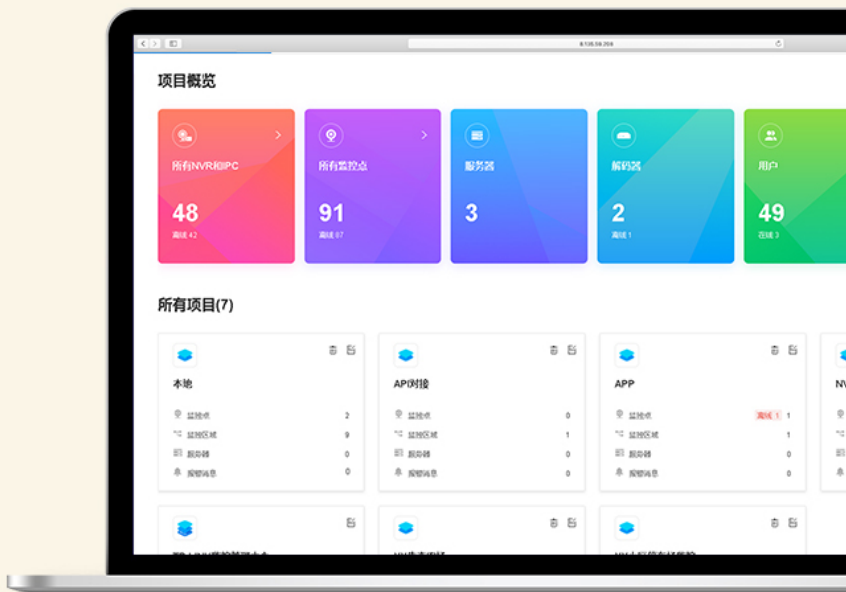 9.135.59.208
项目概览
所有NVR和IPC
48
离线 42
所有监控点
91
离线 87
服务器
3
解码器
2
离线 1
用户
49
在线 3
所有项目(7)
本地
监控点 2
监控区域 9
服务器 0
报警消息 0
API对接
监控点 0
监控区域 1
服务器 0
报警消息 0
APP
监控点 离线 1 1
监控区域 1
服务器 0
报警消息 0